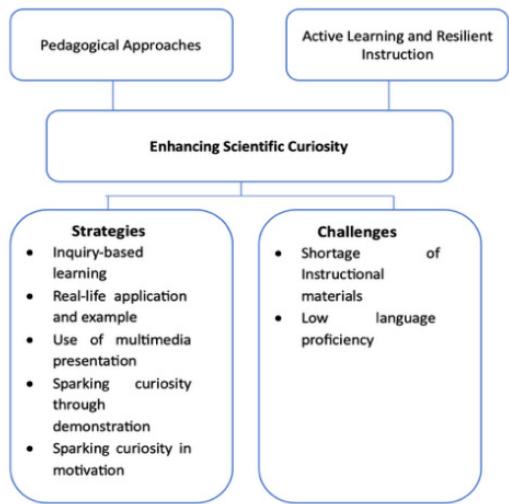 Pedagogical Approaches
Active Learning and Resilient
Instruction
Enhancing Scientific Curiosity
Strategies
• Inquiry-based
learning
• Real-life application
and example
• Use of multimedia
presentation
• Sparking curiosity
through
demonstration
• Sparking curiosity in
motivation
Challenges
• Shortage of
Instructional
materials
• Low language
proficiency